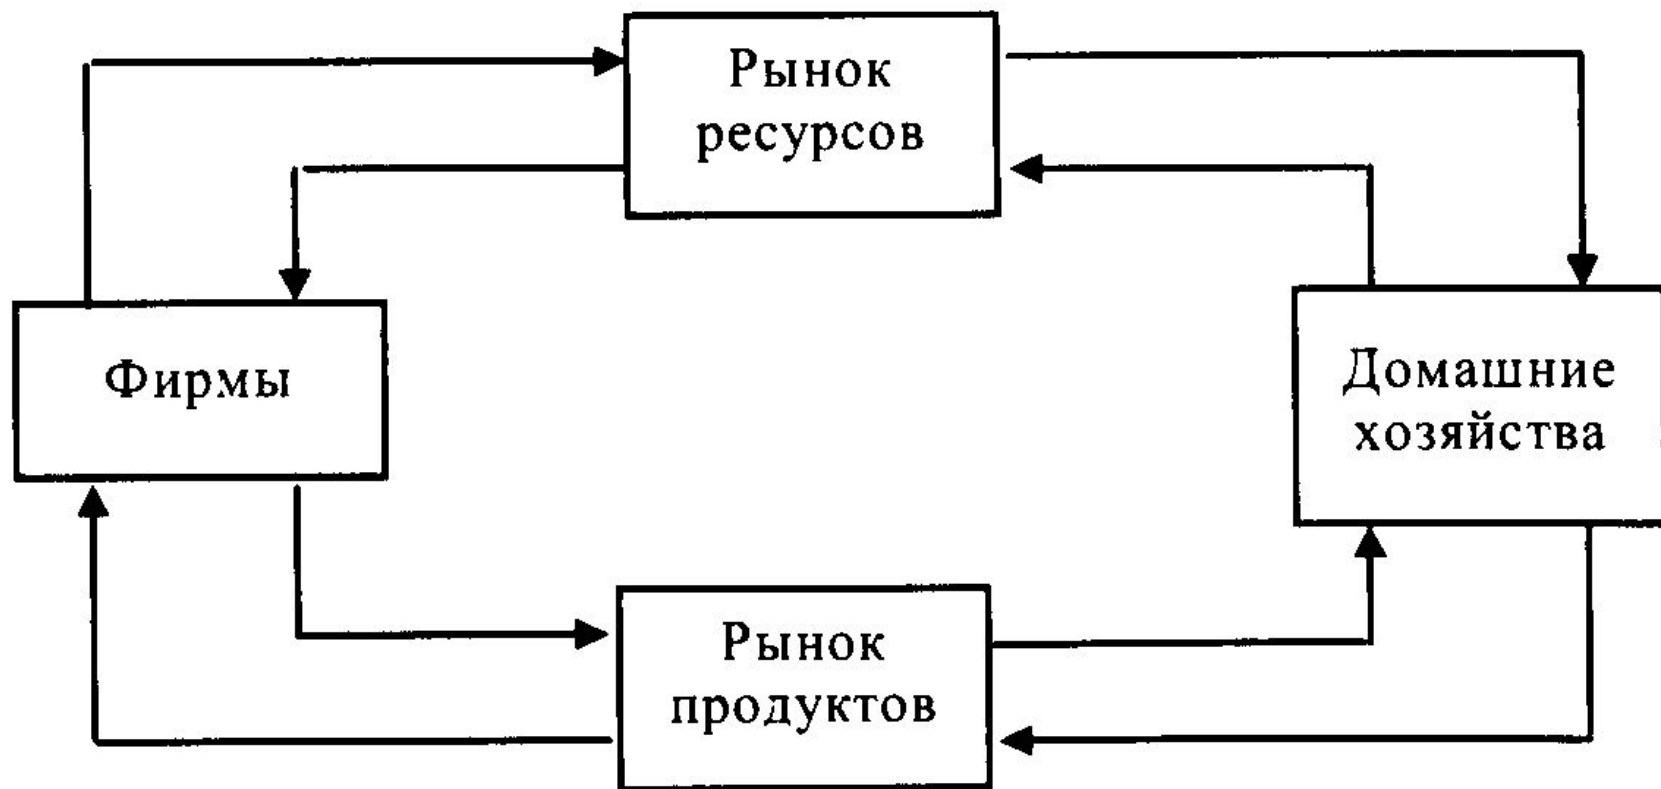 Рынок
ресурсов
Фирмы
Домашние
хозяйства
Рынок
продуктов